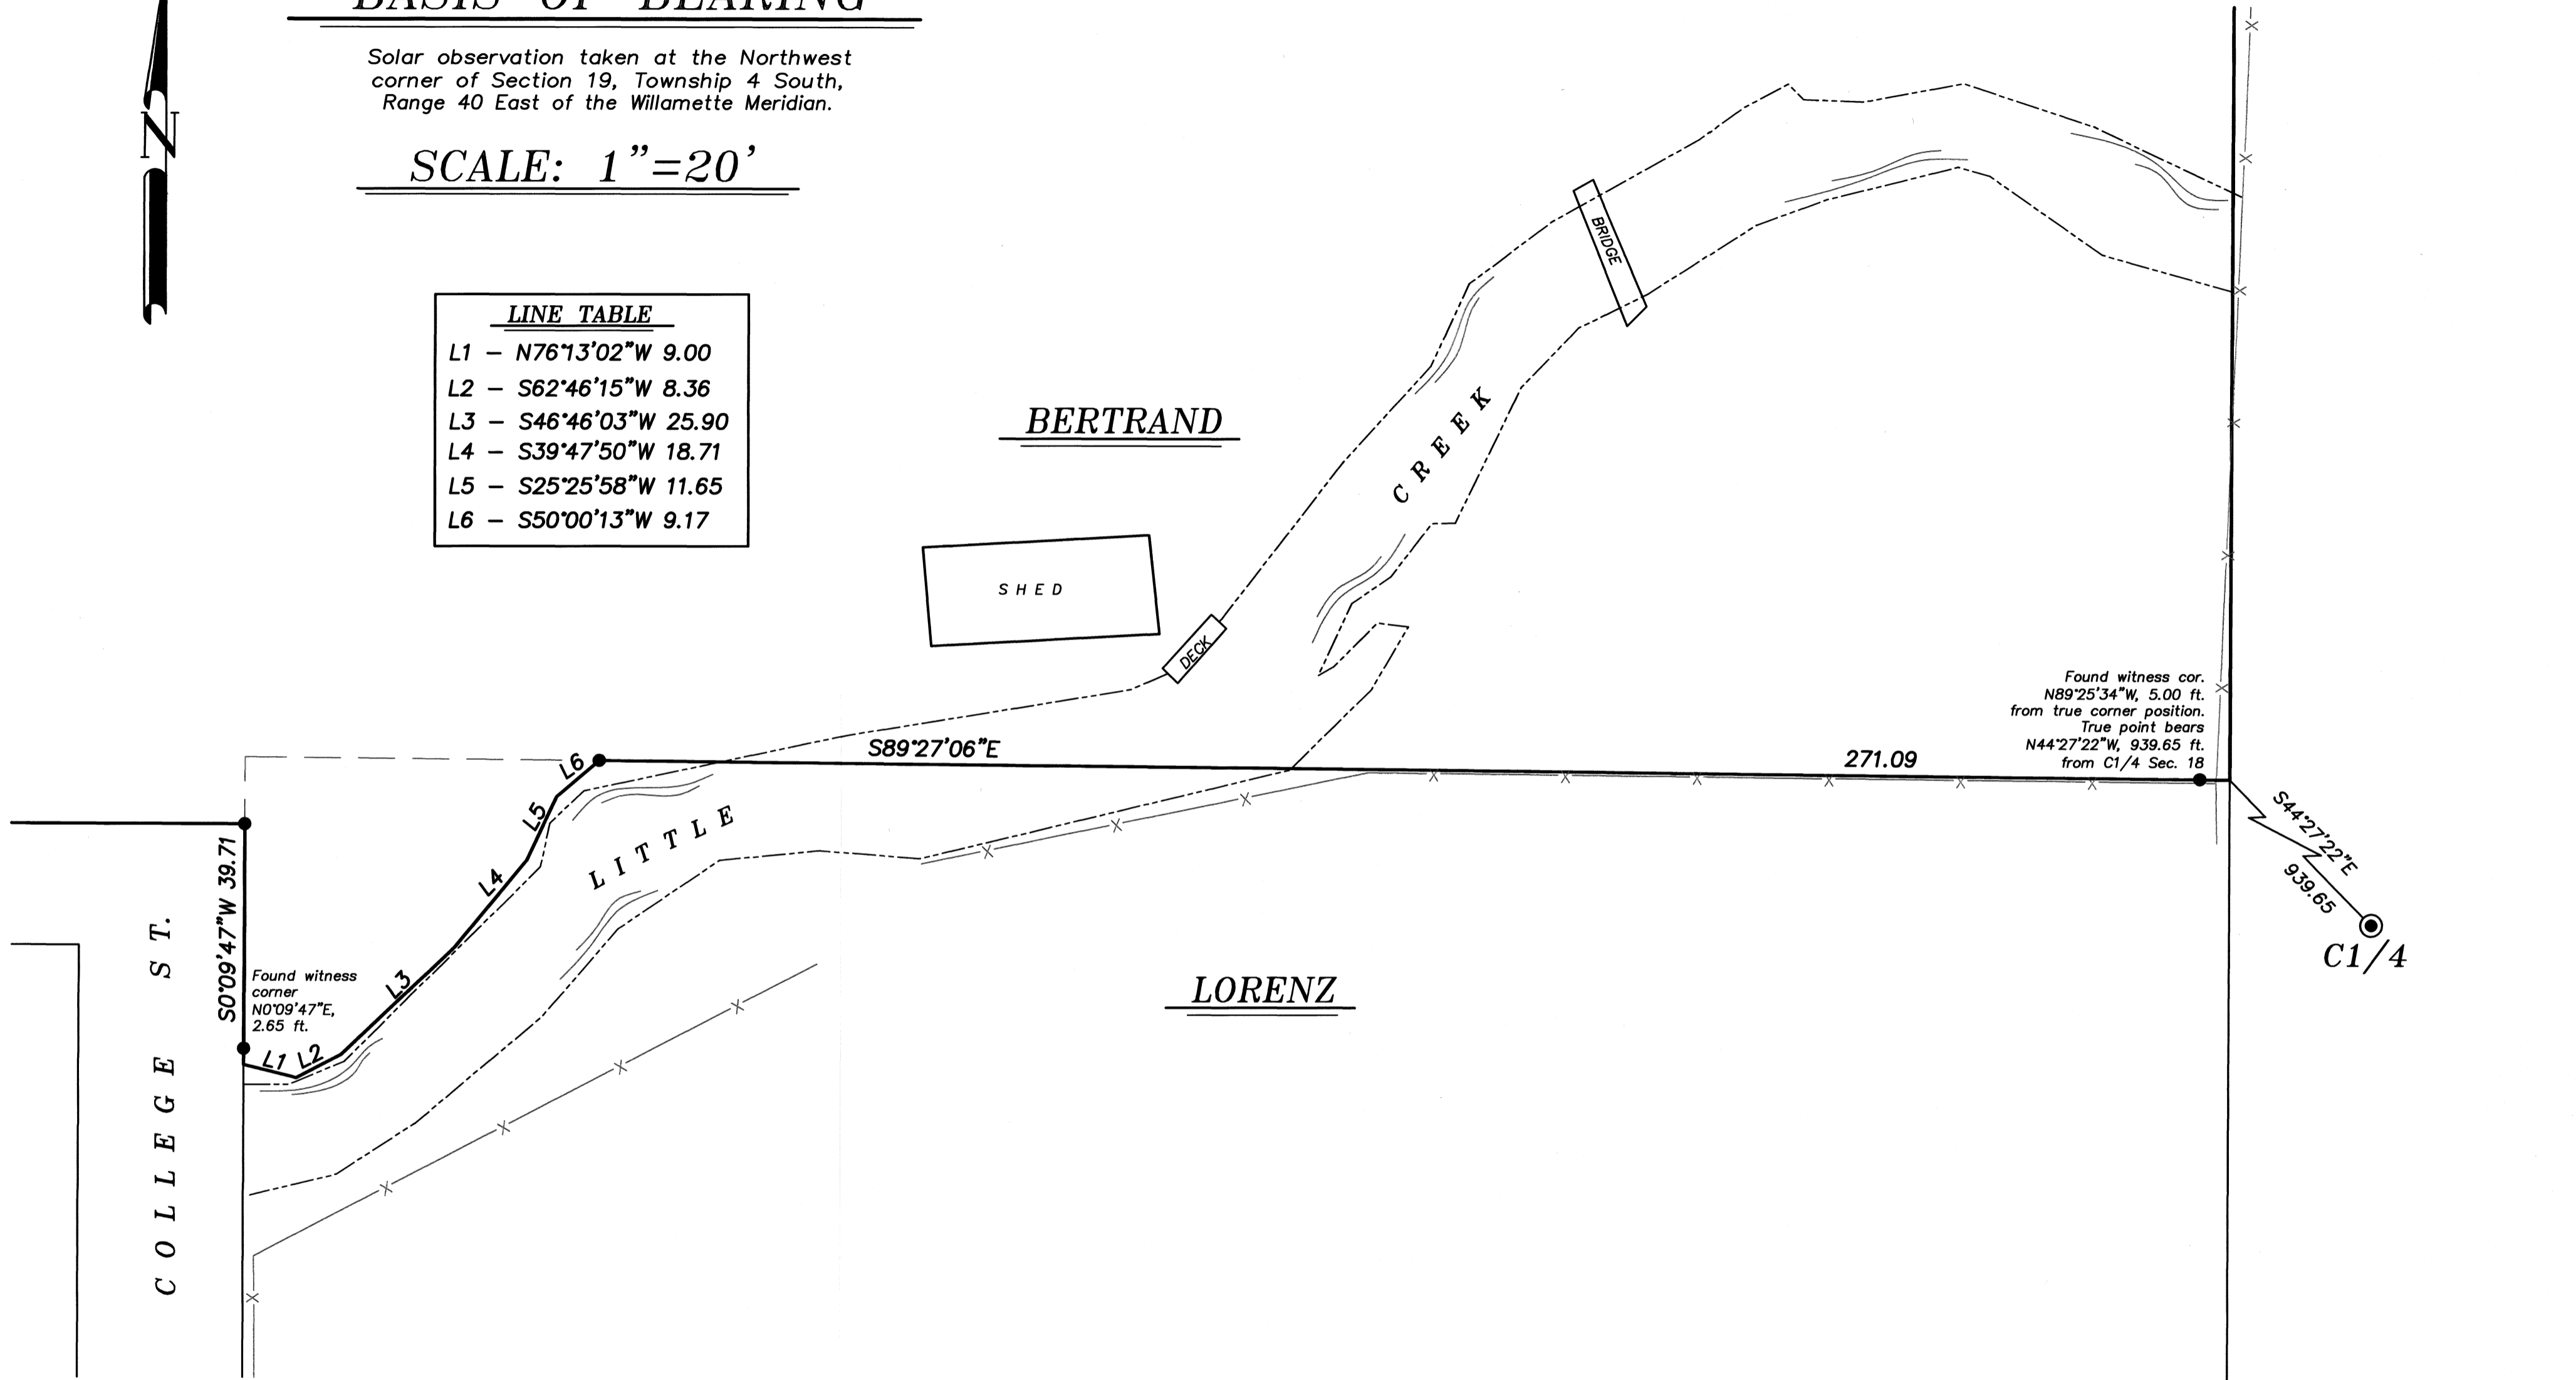 BASIS OF BEARING
Solar observation taken at the Northwest
corner of Section 19, Township 4 South,
Range 40 East of the Willamette Meridian.
N
SCALE: 1"=20'
LINE TABLE
L1 - N76°13'02"W 9.00
L2 - S62°46'15"W 8.36
L3 - S46°46'03"W 25.90
L4 - S39°47'50"W 18.71
L5 - S25°25'58"W 11.65
L6 - S50°00'13"W 9.17
BRIDGE
BERTRAND
CREEK
SHED
DECK
Found witness cor.
N89°25'34"W, 5.00 ft.
from true corner position.
True point bears
N44°27'22"W, 939.65 ft.
from C1/4 Sec. 18
S89°27'06"E
271.09
L6
L5
L4
L3
L2
L1
LITTLE
S0°09'47"W 39.71
Found witness
corner
N0°09'47"E,
2.65 ft.
COLLEGE ST.
LORENZ
S44°27'22"E
939.65
C1/4